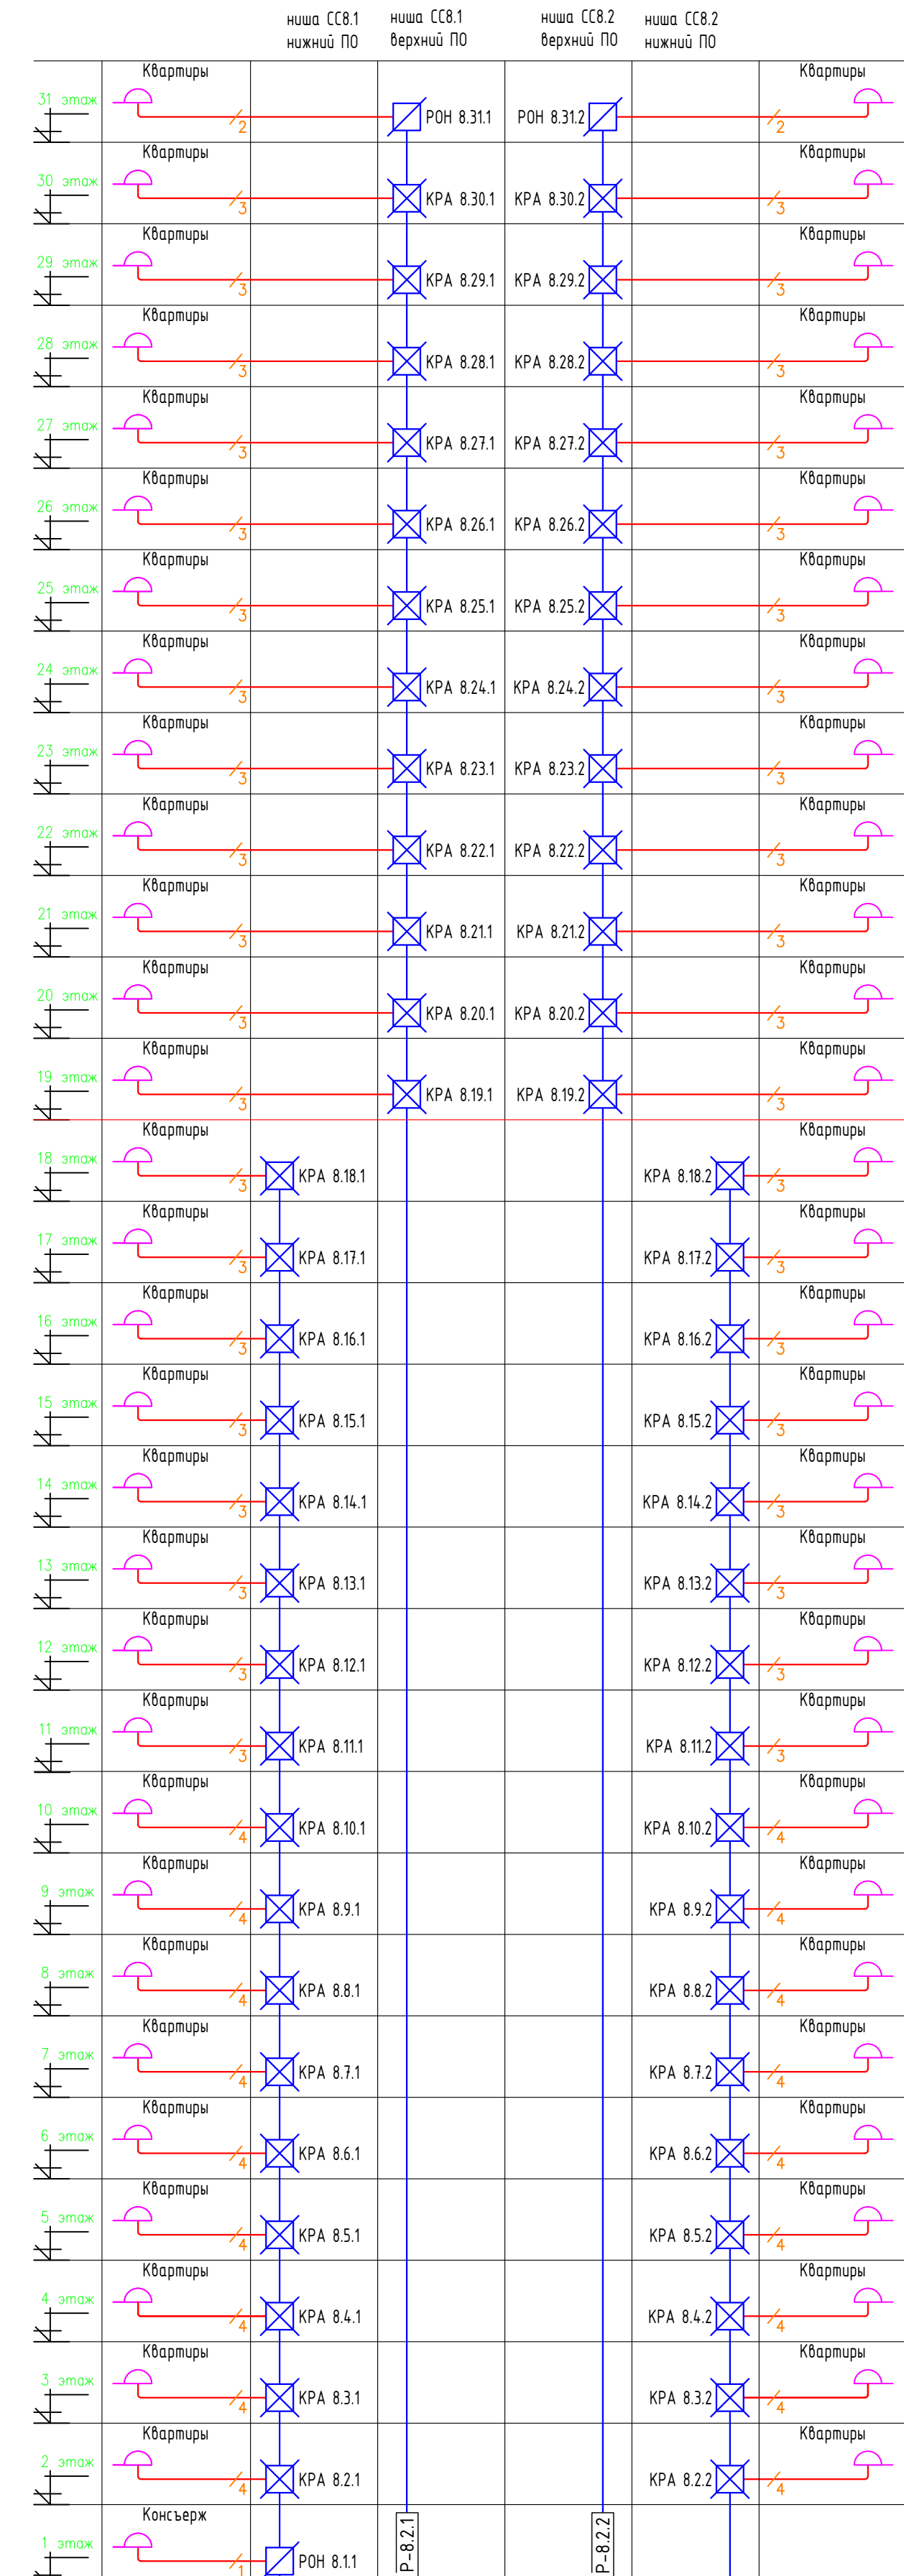 ниша СС8.1
нижний ПО
ниша СС8.1
верхний ПО
ниша СС8.2
верхний ПО
ниша СС8.2
нижний ПО
31 этаж Квартиры 2 РОН 8.31.1 РОН 8.31.2 2 Квартиры
30 этаж Квартиры 3 КРА 8.30.1 КРА 8.30.2 3 Квартиры
29 этаж Квартиры 3 КРА 8.29.1 КРА 8.29.2 3 Квартиры
28 этаж Квартиры 3 КРА 8.28.1 КРА 8.28.2 3 Квартиры
27 этаж Квартиры 3 КРА 8.27.1 КРА 8.27.2 3 Квартиры
26 этаж Квартиры 3 КРА 8.26.1 КРА 8.26.2 3 Квартиры
25 этаж Квартиры 3 КРА 8.25.1 КРА 8.25.2 3 Квартиры
24 этаж Квартиры 3 КРА 8.24.1 КРА 8.24.2 3 Квартиры
23 этаж Квартиры 3 КРА 8.23.1 КРА 8.23.2 3 Квартиры
22 этаж Квартиры 3 КРА 8.22.1 КРА 8.22.2 3 Квартиры
21 этаж Квартиры 3 КРА 8.21.1 КРА 8.21.2 3 Квартиры
20 этаж Квартиры 3 КРА 8.20.1 КРА 8.20.2 3 Квартиры
19 этаж Квартиры 3 КРА 8.19.1 КРА 8.19.2 3 Квартиры
18 этаж Квартиры 3 КРА 8.18.1 КРА 8.18.2 3 Квартиры
17 этаж Квартиры 3 КРА 8.17.1 КРА 8.17.2 3 Квартиры
16 этаж Квартиры 3 КРА 8.16.1 КРА 8.16.2 3 Квартиры
15 этаж Квартиры 3 КРА 8.15.1 КРА 8.15.2 3 Квартиры
14 этаж Квартиры 3 КРА 8.14.1 КРА 8.14.2 3 Квартиры
13 этаж Квартиры 3 КРА 8.13.1 КРА 8.13.2 3 Квартиры
12 этаж Квартиры 3 КРА 8.12.1 КРА 8.12.2 3 Квартиры
11 этаж Квартиры 3 КРА 8.11.1 КРА 8.11.2 3 Квартиры
10 этаж Квартиры 4 КРА 8.10.1 КРА 8.10.2 4 Квартиры
9 этаж Квартиры 4 КРА 8.9.1 КРА 8.9.2 4 Квартиры
8 этаж Квартиры 4 КРА 8.8.1 КРА 8.8.2 4 Квартиры
7 этаж Квартиры 4 КРА 8.7.1 КРА 8.7.2 4 Квартиры
6 этаж Квартиры 4 КРА 8.6.1 КРА 8.6.2 4 Квартиры
5 этаж Квартиры 4 КРА 8.5.1 КРА 8.5.2 4 Квартиры
4 этаж Квартиры 4 КРА 8.4.1 КРА 8.4.2 4 Квартиры
3 этаж Квартиры 4 КРА 8.3.1 КРА 8.3.2 4 Квартиры
2 этаж Квартиры 4 КРА 8.2.1 КРА 8.2.2 4 Квартиры
1 этаж Консьерж 1 РОН 8.1.1 Р-8.2.1 Р-8.2.2